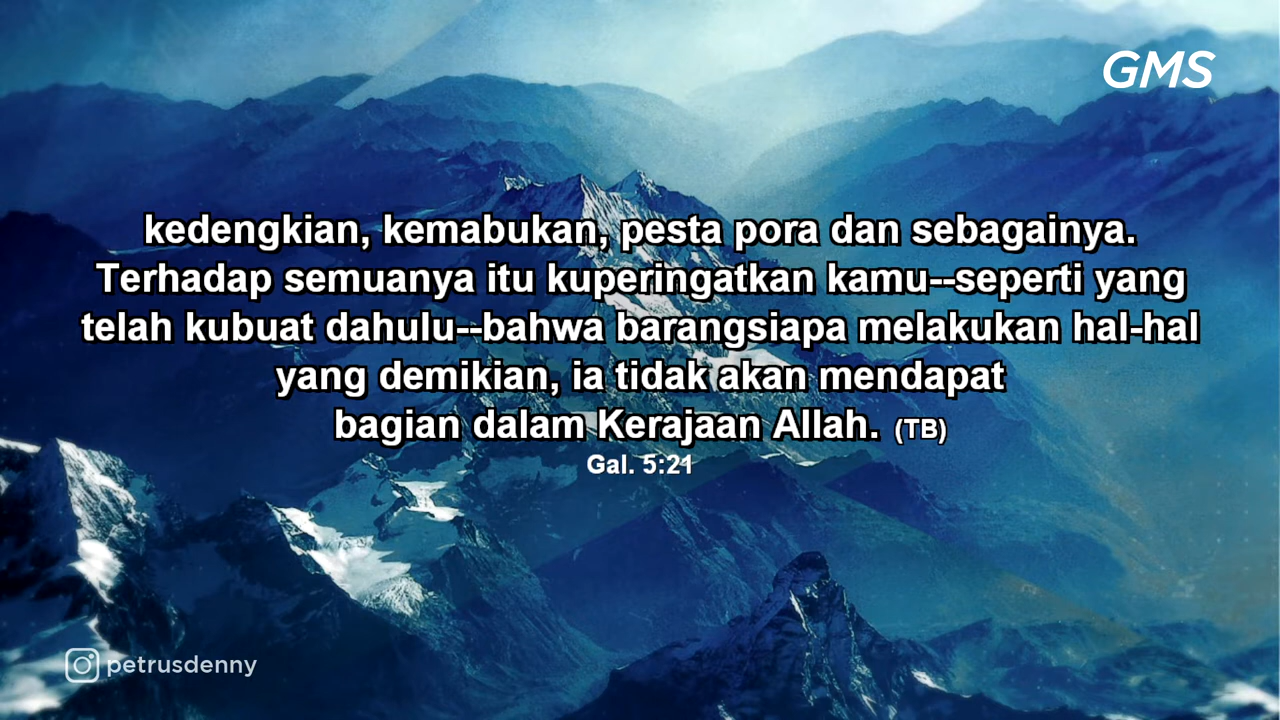 GMS
kedengkian, kemabukan, pesta pora dan sebagainya.
Terhadap semuanya itu kuperingatkan kamu--seperti yang
telah kubuat dahulu--bahwa barangsiapa melakukan hal-hal
yang demikian, ia tidak akan mendapat
bagian dalam Kerajaan Allah. (TB)
Gal. 5:21
petrusdenny